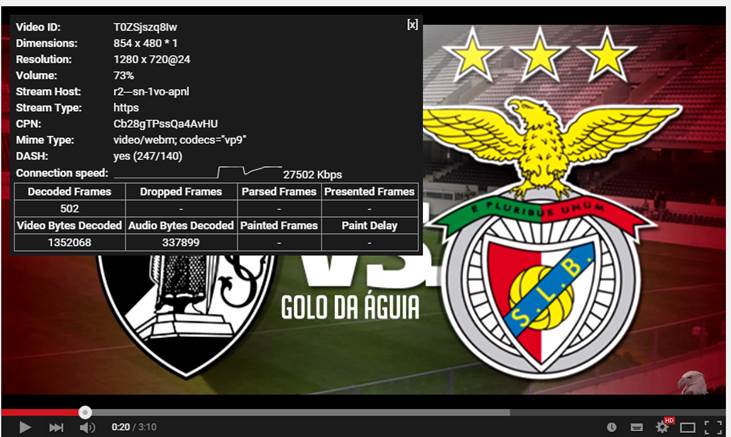 Video ID: T0ZSjszq8Iw [x]
Dimensions: 854 x 480 * 1
Resolution: 1280 x 720@24
Volume: 73%
Stream Host: r2---sn-1vo-apnl
Stream Type: https
CPN: Cb28gTPssQa4AvHU
Mime Type: video/webm; codecs="vp9"
DASH: yes (247/140)
Connection speed: 27502 Kbps
Decoded Frames Dropped Frames Parsed Frames Presented Frames
502 - - -
Video Bytes Decoded Audio Bytes Decoded Painted Frames Paint Delay
1352068 337899 - -
E PLURIBUS UNUM
VS.
GOLO DA ÁGUIA
S. L. B.
0:20 / 3:10
HD